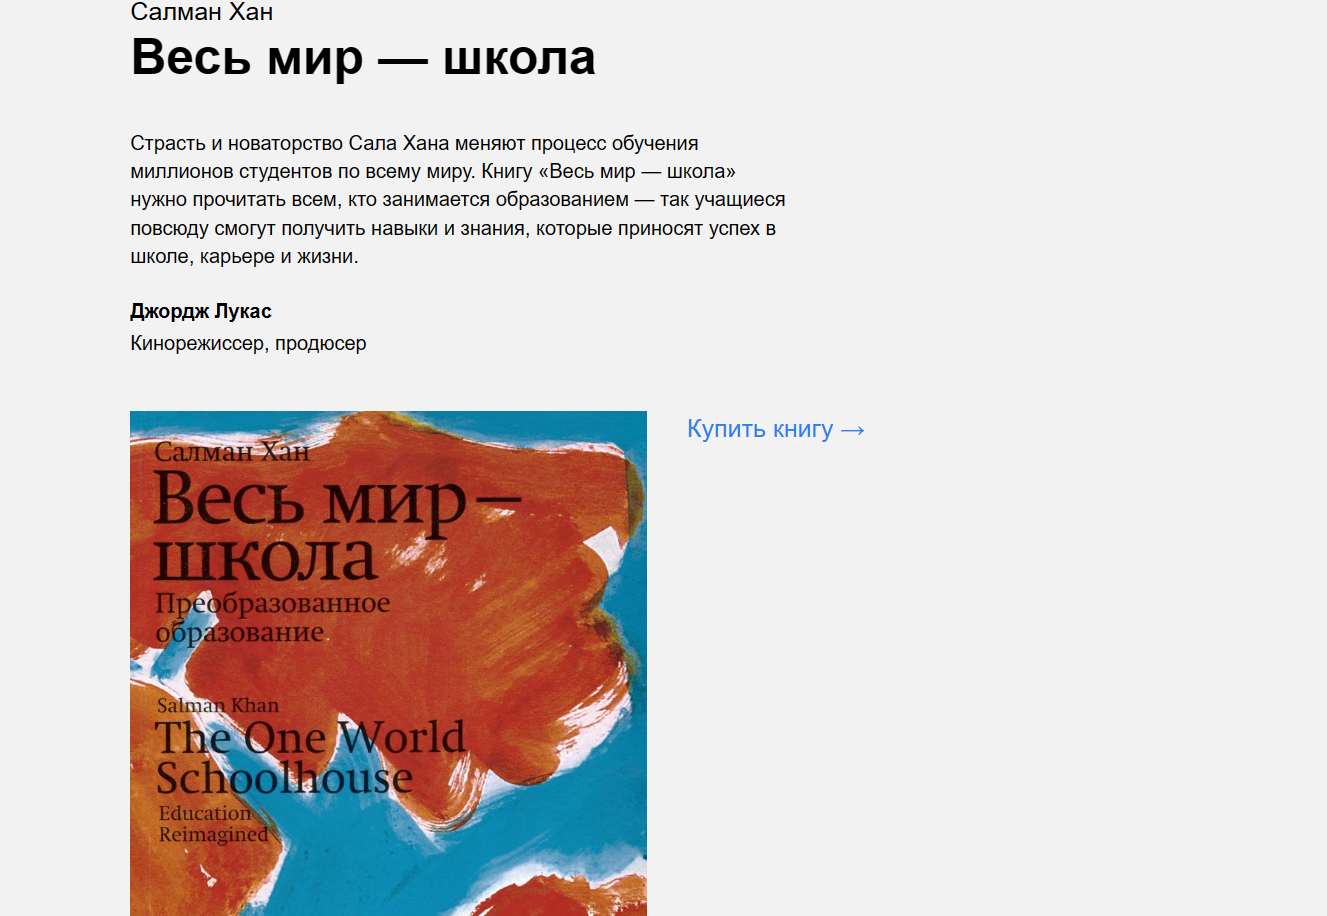 Салман Хан
Весь мир — школа
Страсть и новаторство Сала Хана меняют процесс обучения
миллионов студентов по всему миру. Книгу «Весь мир — школа»
нужно прочитать всем, кто занимается образованием — так учащиеся
повсюду смогут получить навыки и знания, которые приносят успех в
школе, карьере и жизни.
Джордж Лукас
Кинорежиссер, продюсер
Купить книгу →
Салман Хан
Весь мир –
школа
Преобразованное
образование
Salman Khan
The One World
Schoolhouse
Education
Reimagined